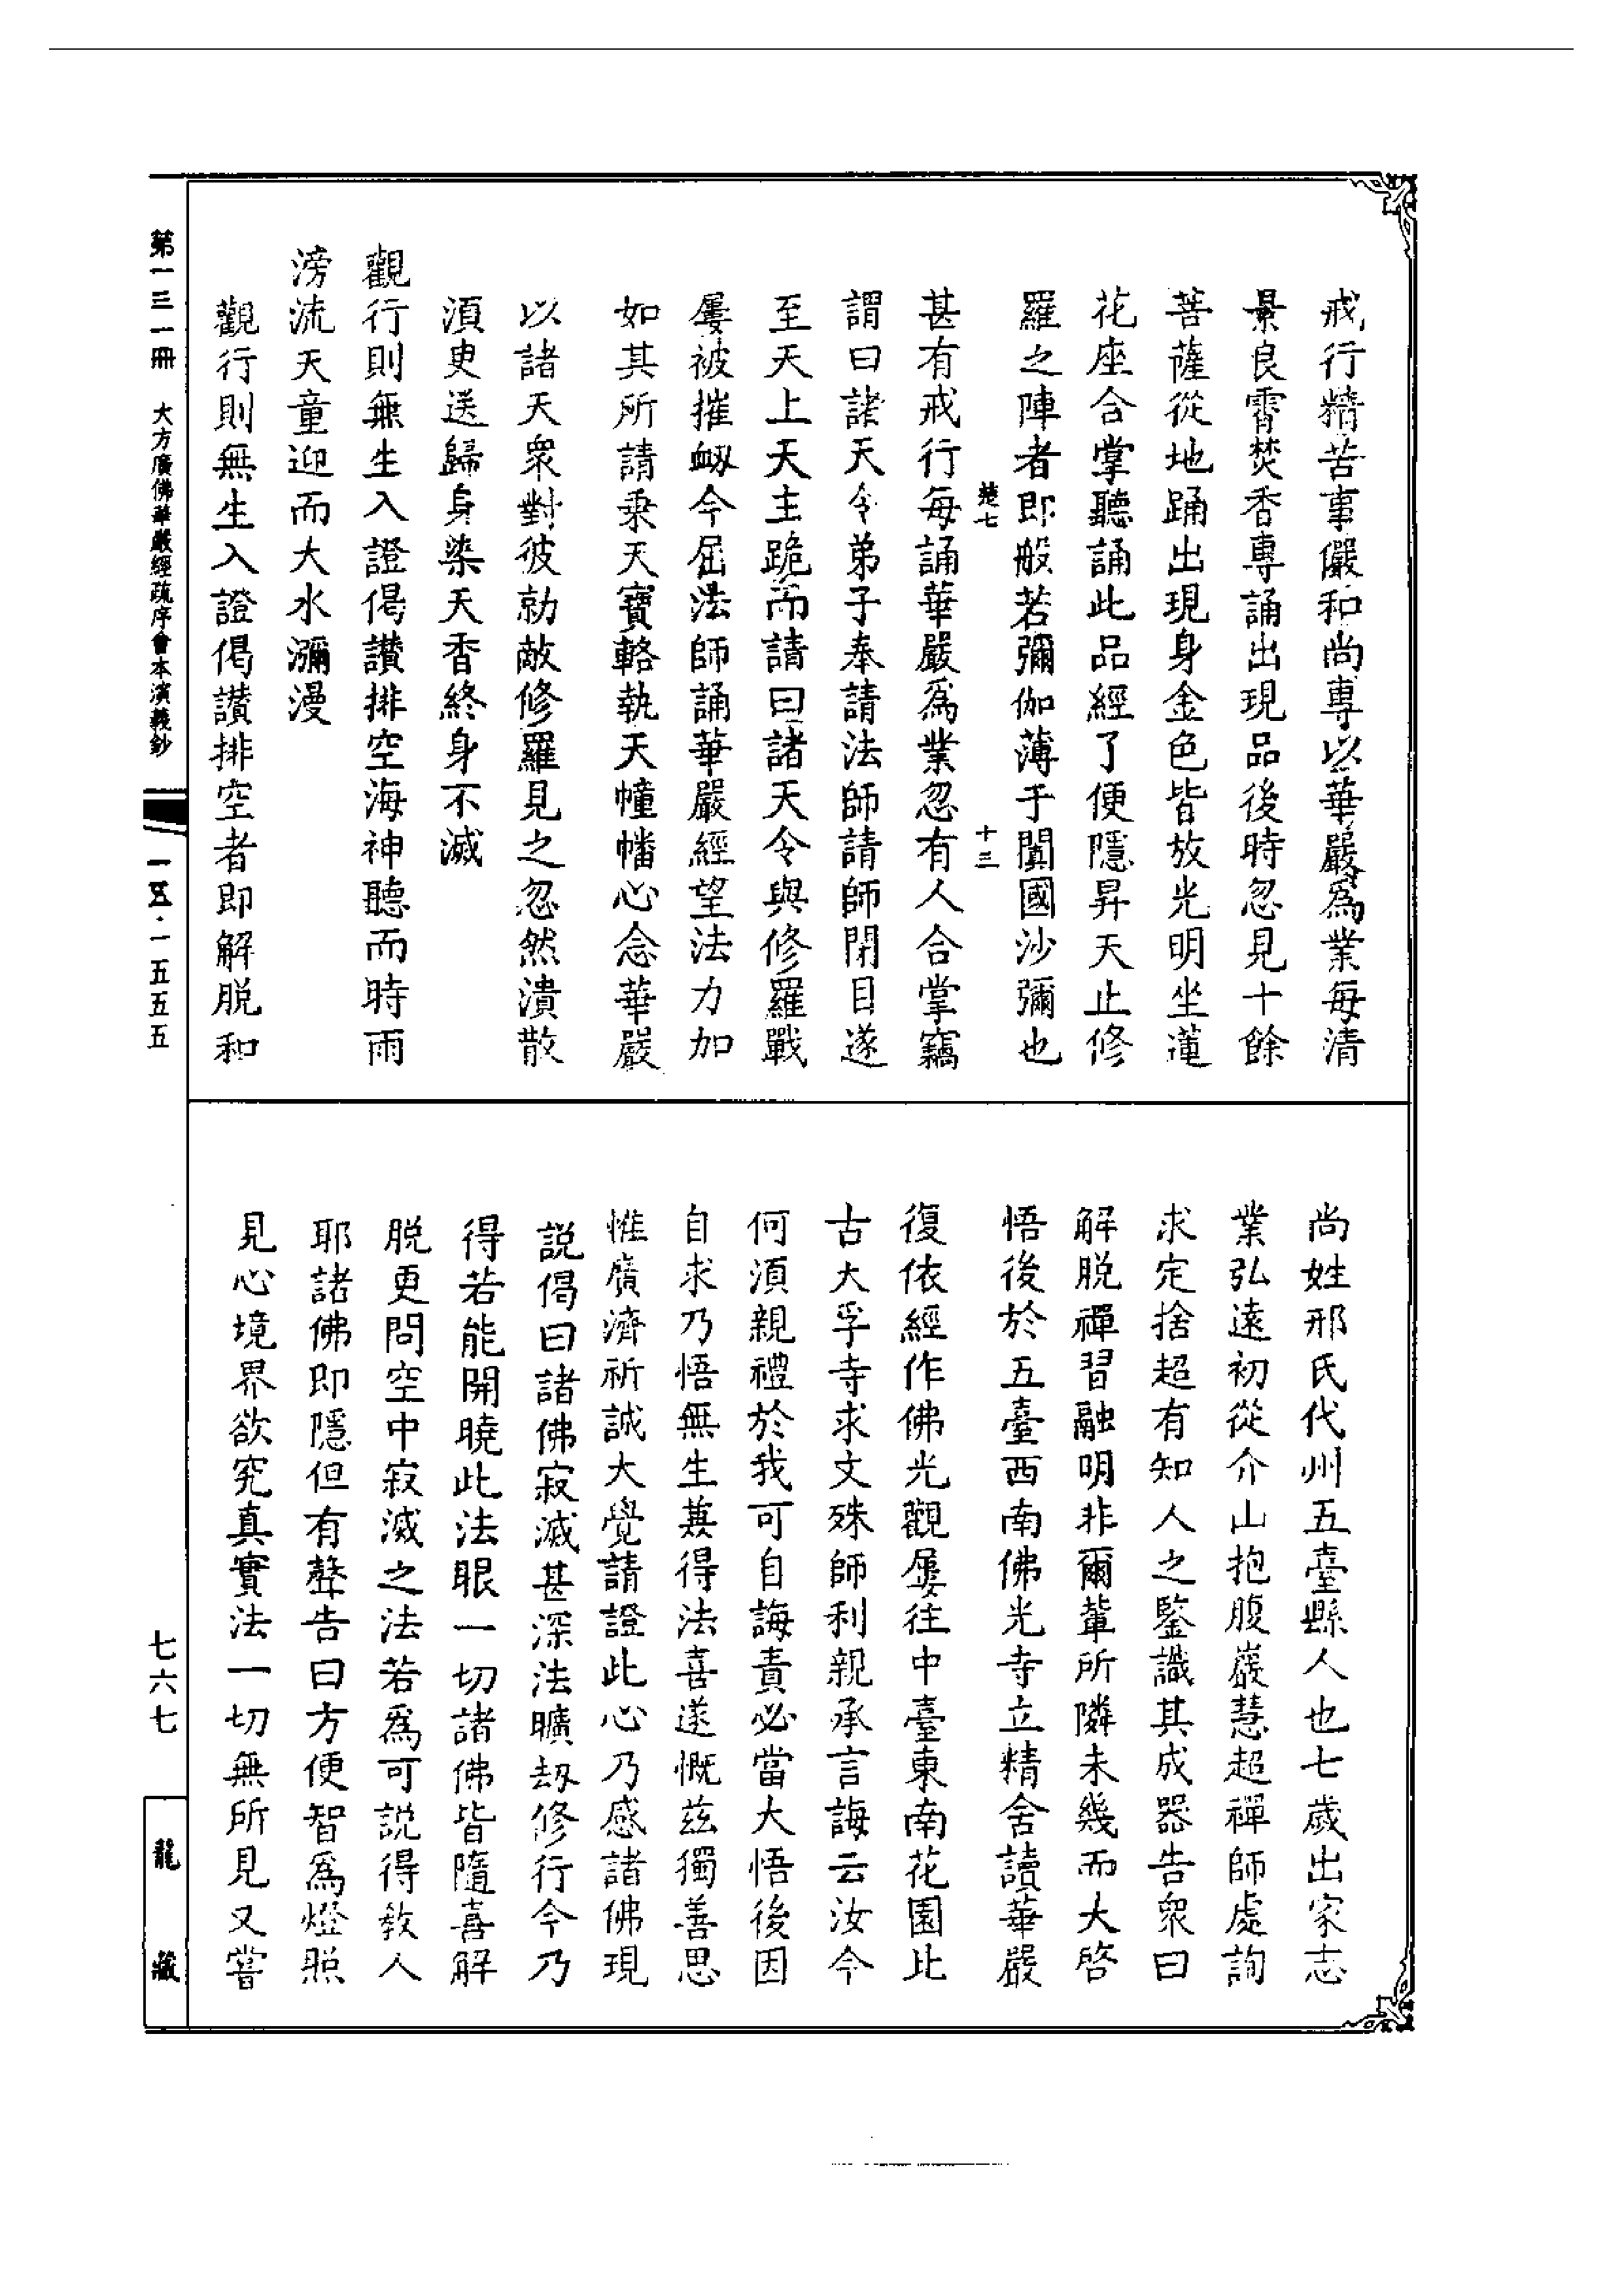 戒行精苦事儼和尚專以華嚴爲業每清
景良霄焚香專誦出現品後時忽見十餘
菩薩從地踊出現身金色皆放光明坐蓮
花座合掌聽誦此品經了便隱昇天止修
羅之陣者即般若彌伽薄于闐國沙彌也
楚七
十三
甚有戒行每誦華嚴爲業忽有人合掌竊
謂曰諸天令弟子奉請法師請師閉目遂
至天上天主跪而請曰諸天今與修羅戰
屢被摧衂今屈法師誦華嚴經望法力加
如其所請乘天寶輅執天幢幡心念華嚴
以諸天衆對彼勍敵修羅見之忽然潰散
須更送歸身染天香終身不滅
觀行則無生入證偈讃排空海神聽而時雨
滂流天童迎而大水瀰漫
觀行則無生入證偈讃排空者即解脱和
尚姓邢氏代州五臺縣人也七歲出家志
業弘遠初從介山抱腹巖慧超禪師處詢
求定捨超有知人之鑒識其成器告衆曰
解脱禪習融明非爾輩所隣未幾而大啓
悟後於五臺西南佛光寺立精舍讀華嚴
復依經作佛光觀屢往中臺東南花園北
古大孚寺求文殊師利親承言誨云汝今
何須親禮於我可自誨責必當大悟後因
自求乃悟無生兼得法喜遂慨兹獨善思
惟廣濟祈誠大覺請證此心乃感諸佛現
説偈曰諸佛寂滅甚深法曠劫修行今乃
得若能開曉此法眼一切諸佛皆隨喜解
脱更問空中寂滅之法若爲可説得教人
耶諸佛即隱但有聲告曰方便智爲燈照
見心境界欲究真實法一切無所見又嘗
第一三一冊 大方廣佛華嚴經疏序會本演義鈔
一五五五
七六七
龍藏